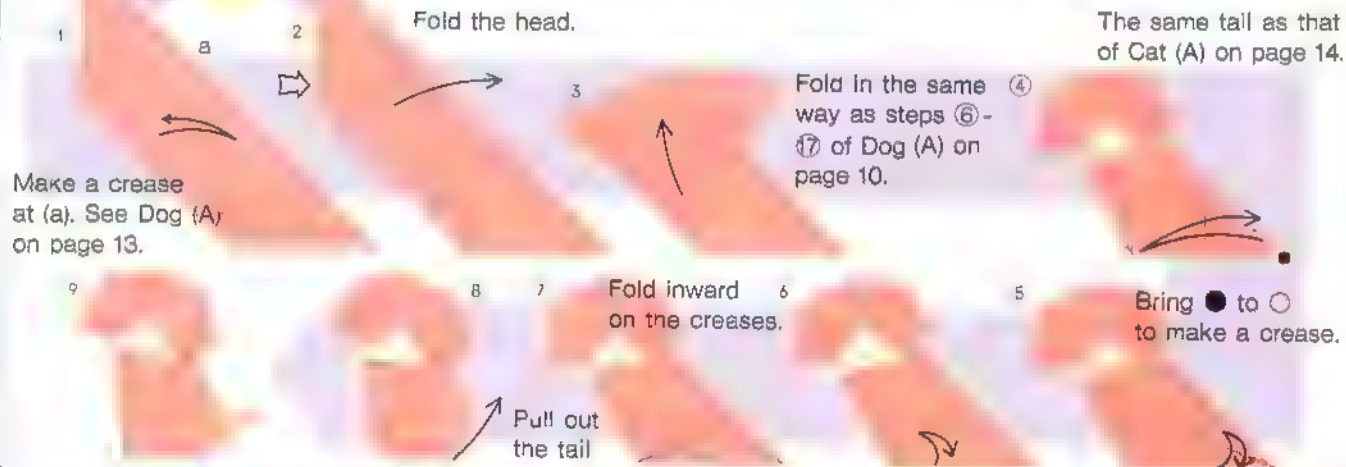 1
a
Make a crease
at (a). See Dog (A)
on page 13.
2
Fold the head.
3
Fold in the same ④
way as steps ⑥-
⑰ of Dog (A) on
page 10.
The same tail as that
of Cat (A) on page 14.
5
Bring ● to ○
to make a crease.
6
7
Fold inward
on the creases.
8
Pull out
the tail
9